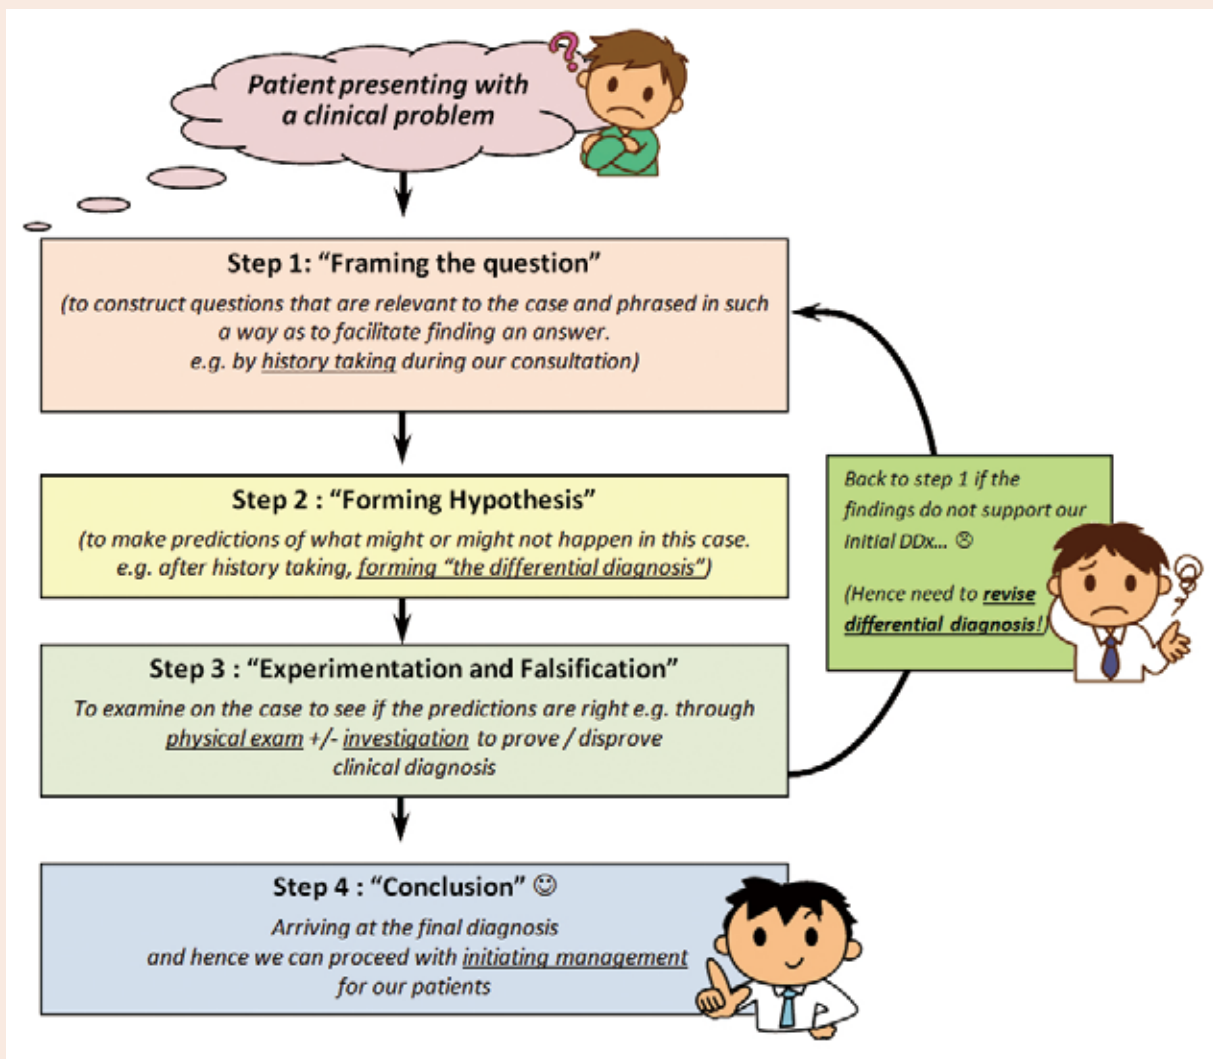 Patient presenting with
a clinical problem
Step 1: “Framing the question”
(to construct questions that are relevant to the case and phrased in such
a way as to facilitate finding an answer.
e.g. by history taking during our consultation)
Step 2 : “Forming Hypothesis”
(to make predictions of what might or might not happen in this case.
e.g. after history taking, forming “the differential diagnosis”)
Step 3 : “Experimentation and Falsification”
To examine on the case to see if the predictions are right e.g. through
physical exam +/- investigation to prove / disprove
clinical diagnosis
Back to step 1 if the
findings do not support our
initial DDx... ☹
(Hence need to revise
differential diagnosis!)
Step 4 : “Conclusion” ☺
Arriving at the final diagnosis
and hence we can proceed with initiating management
for our patients